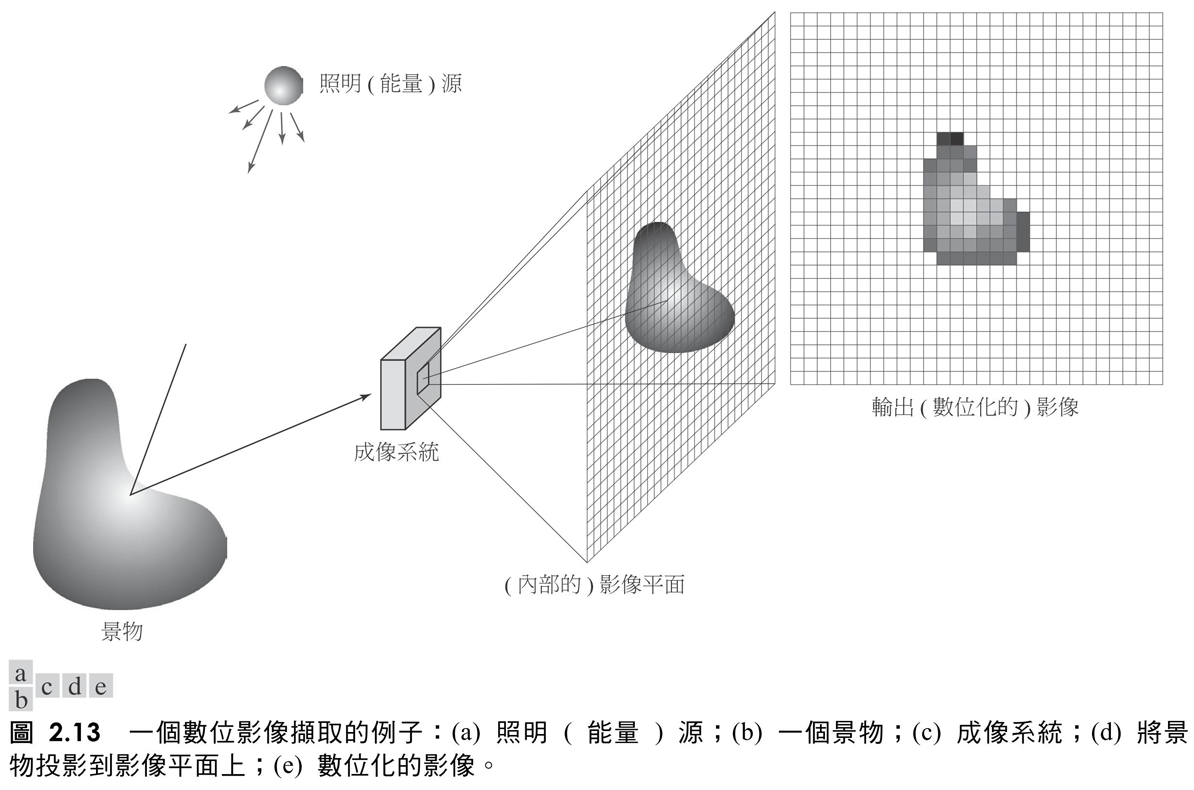 照明 ( 能量 ) 源
輸出 ( 數位化的 ) 影像
成像系統
( 內部的 ) 影像平面
景物
a
b
c d e
圖 2.13 一個數位影像擷取的例子：(a) 照明 ( 能量 ) 源；(b) 一個景物；(c) 成像系統；(d) 將景
物投影到影像平面上；(e) 數位化的影像。